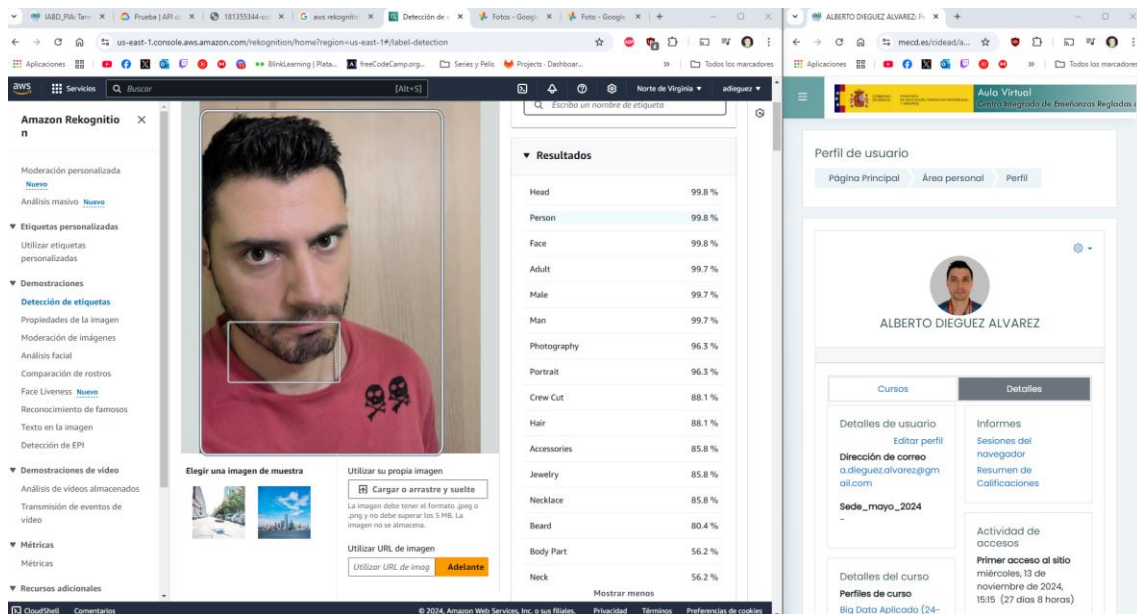 IABD_PIA: Tare
Prueba | API d
181355344-co
aws rekognitio
Detección de e
Fotos - Googl
Foto - Google
us-east-1.console.aws.amazon.com/rekognition/home?region=us-east-1#/label-detection
Aplicaciones
BlinkLearning | Plata...
freeCodeCamp.org...
Series y Pelis
Projects - Dashboar...
Todos los marcadores
aws
Servicios
Buscar
[Alt+S]
Norte de Virginia
adieguez
Amazon Rekognitio
n
Moderación personalizada
Nuevo
Análisis masivo Nuevo
Etiquetas personalizadas
Utilizar etiquetas
personalizadas
Demostraciones
Detección de etiquetas
Propiedades de la imagen
Moderación de imágenes
Análisis facial
Comparación de rostros
Face Liveness Nuevo
Reconocimiento de famosos
Texto en la imagen
Detección de EPI
Demostraciones de video
Análisis de videos almacenados
Transmisión de eventos de
vídeo
Métricas
Métricas
Recursos adicionales
Elegir una imagen de muestra
Utilizar su propia imagen
Cargar o arrastre y suelte
La imagen debe tener el formato .jpeg o
.png y no debe superar los 5 MB. La
imagen no se almacena.
Utilizar URL de imagen
Utilizar URL de imag
Adelante
Escriba un nombre de etiqueta
Resultados
Head 99.8 %
Person 99.8 %
Face 99.8 %
Adult 99.7 %
Male 99.7 %
Man 99.7 %
Photography 96.3 %
Portrait 96.3 %
Crew Cut 88.1 %
Hair 88.1 %
Accessories 85.8 %
Jewelry 85.8 %
Necklace 85.8 %
Beard 80.4 %
Body Part 56.2 %
Neck 56.2 %
Mostrar menos
CloudShell Comentarios
© 2024, Amazon Web Services, Inc. o sus filiales. Privacidad Términos Preferencias de cookies
ALBERTO DIEGUEZ ALVAREZ: Pe
mecd.es/cidead/a...
Aplicaciones
Todos los marcadores
Aula Virtual
Centro Integrado de Enseñanzas Regladas a
Perfil de usuario
Página Principal Área personal Perfil
ALBERTO DIEGUEZ ALVAREZ
Cursos
Detalles
Detalles de usuario
Editar perfil
Dirección de correo
a.dieguez.alvarez@gm
ail.com
Sede_mayo_2024
-
Detalles del curso
Perfiles de curso
Big Data Aplicado (24-
Informes
Sesiones del
navegador
Resumen de
Calificaciones
Actividad de
accesos
Primer acceso al sitio
miércoles, 13 de
noviembre de 2024,
15:15 (27 días 8 horas)